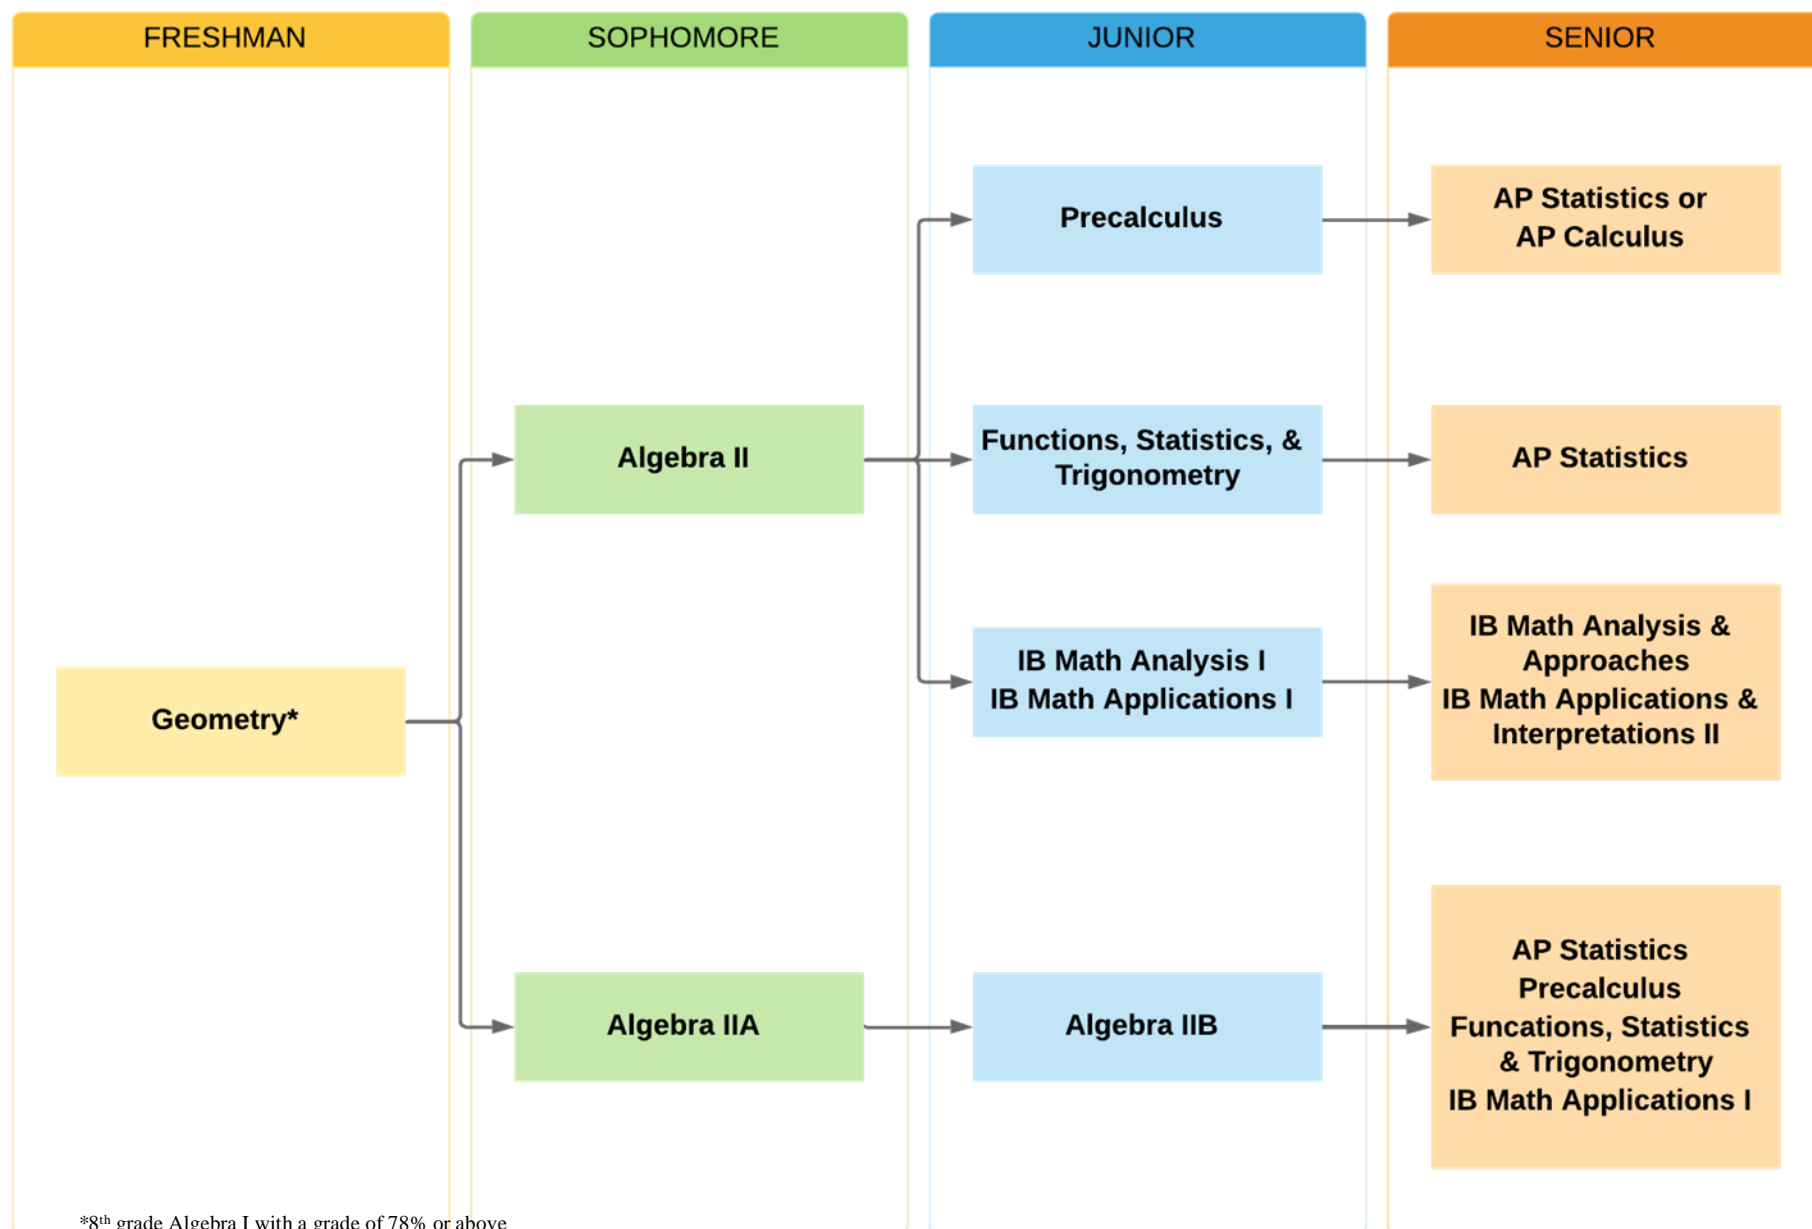 FRESHMAN
SOPHOMORE
JUNIOR
SENIOR
Precalculus
AP Statistics or
AP Calculus
Algebra II
Functions, Statistics, &
Trigonometry
AP Statistics
Geometry*
IB Math Analysis I
IB Math Applications I
IB Math Analysis &
Approaches
IB Math Applications &
Interpretations II
Algebra IIA
Algebra IIB
AP Statistics
Precalculus
Funcations, Statistics
& Trigonometry
IB Math Applications I
*8th grade Algebra I with a grade of 78% or above